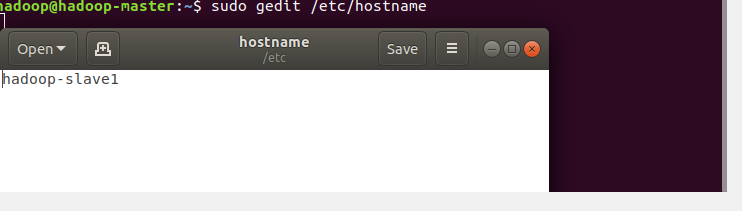 hadoop@hadoop-master:~$ sudo gedit /etc/hostname
Open
hostname
/etc
Save
hadoop-slave1